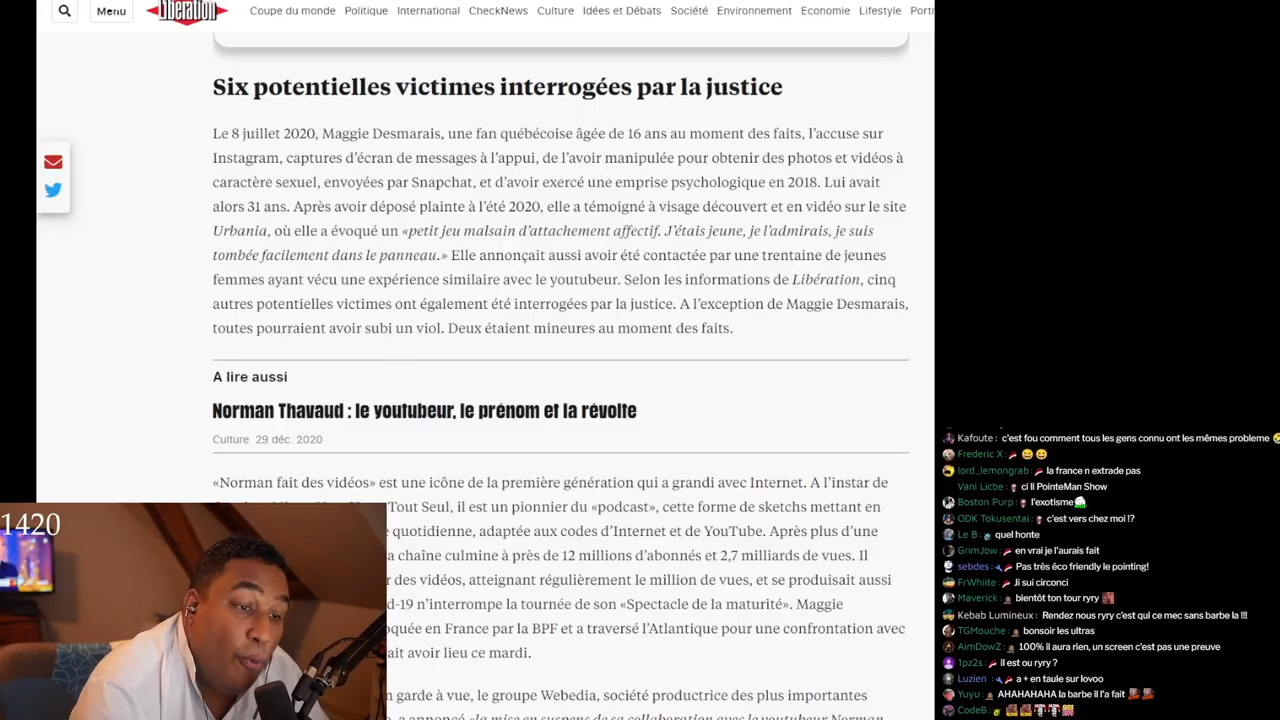 Menu
Libération
Coupe du monde Politique International CheckNews Culture Idées et Débats Société Environnement Economie Lifestyle
Six potentielles victimes interrogées par la justice
Le 8 juillet 2020, Maggie Desmarais, une fan québécoise âgée de 16 ans au moment des faits, l'accuse sur
Instagram, captures d'écran de messages à l'appui, de l'avoir manipulée pour obtenir des photos et vidéos à
caractère sexuel, envoyées par Snapchat, et d'avoir exercé une emprise psychologique en 2018. Lui avait
alors 31 ans. Après avoir déposé plainte à l'été 2020, elle a témoigné à visage découvert et en vidéo sur le site
Urbania, où elle a évoqué un «petit jeu malsain d'attachement affectif. J'étais jeune, je l'admirais, je suis
tombée facilement dans le panneau.» Elle annonçait aussi avoir été contactée par une trentaine de jeunes
femmes ayant vécu une expérience similaire avec le youtubeur. Selon les informations de Libération, cinq
autres potentielles victimes ont également été interrogées par la justice. A l'exception de Maggie Desmarais,
toutes pourraient avoir subi un viol. Deux étaient mineures au moment des faits.
A lire aussi
Norman Thavaud : le youtubeur, le prénom et la révolte
Culture 29 déc. 2020
«Norman fait des vidéos» est une icône de la première génération qui a grandi avec Internet. A l'instar de
Tout Seul, il est un pionnier du «podcast», cette forme de sketchs mettant en
quotidienne, adaptée aux codes d'Internet et de YouTube. Après plus d'une
a chaîne culmine à près de 12 millions d'abonnés et 2,7 milliards de vues. Il
des vidéos, atteignant régulièrement le million de vues, et se produisait aussi
d-19 n'interrompe la tournée de son «Spectacle de la maturité». Maggie
oquée en France par la BPF et a traversé l'Atlantique pour une confrontation avec
ait avoir lieu ce mardi.
n garde à vue, le groupe Webedia, société productrice des plus importantes
a annoncé «la mise en suspens de sa collaboration avec le youtubeur Norman
1420
Kafoute : c'est fou comment tous les gens connu ont les mêmes probleme
Frederic X :
lord_lemongrab : la france n extrade pas
Vani Licbe : ci li PointeMan Show
Boston Purp : l'exotisme
ODK Tokusentai : c'est vers chez moi !?
Le B : quel honte
GrimJow : en vrai je l'aurais fait
sebdes : Pas très éco friendly le pointing!
FrWhiite : Ji sui circonci
Maverick : bientôt ton tour ryry
Kebab Lumineux : Rendez nous ryry c'est qui ce mec sans barbe la !!!
TGMouche : bonsoir les ultras
AimDowZ : 100% il aura rien, un screen c'est pas une preuve
1pz2s : il est ou ryry ?
Luzien : a + en taule sur lovoo
Yuyu : AHAHAHAHA la barbe il l'a fait
CodeB :